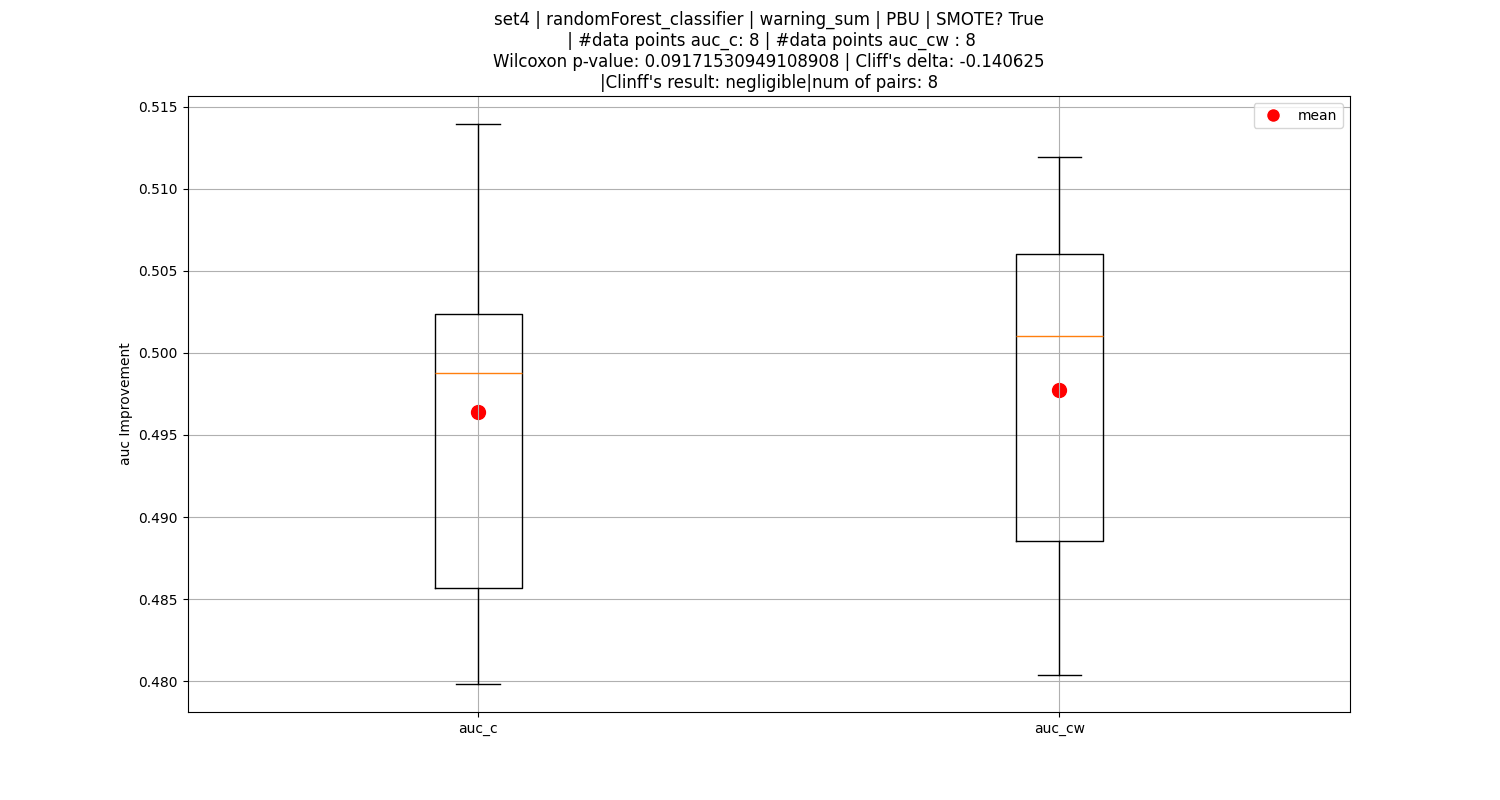 set4 | randomForest_classifier | warning_sum | PBU | SMOTE? True
| #data points auc_c: 8 | #data points auc_cw : 8
Wilcoxon p-value: 0.09171530949108908 | Cliff's delta: -0.140625
|Clinff's result: negligible|num of pairs: 8
mean
0.515
0.510
0.505
0.500
0.495
0.490
0.485
0.480
auc Improvement
auc_c
auc_cw